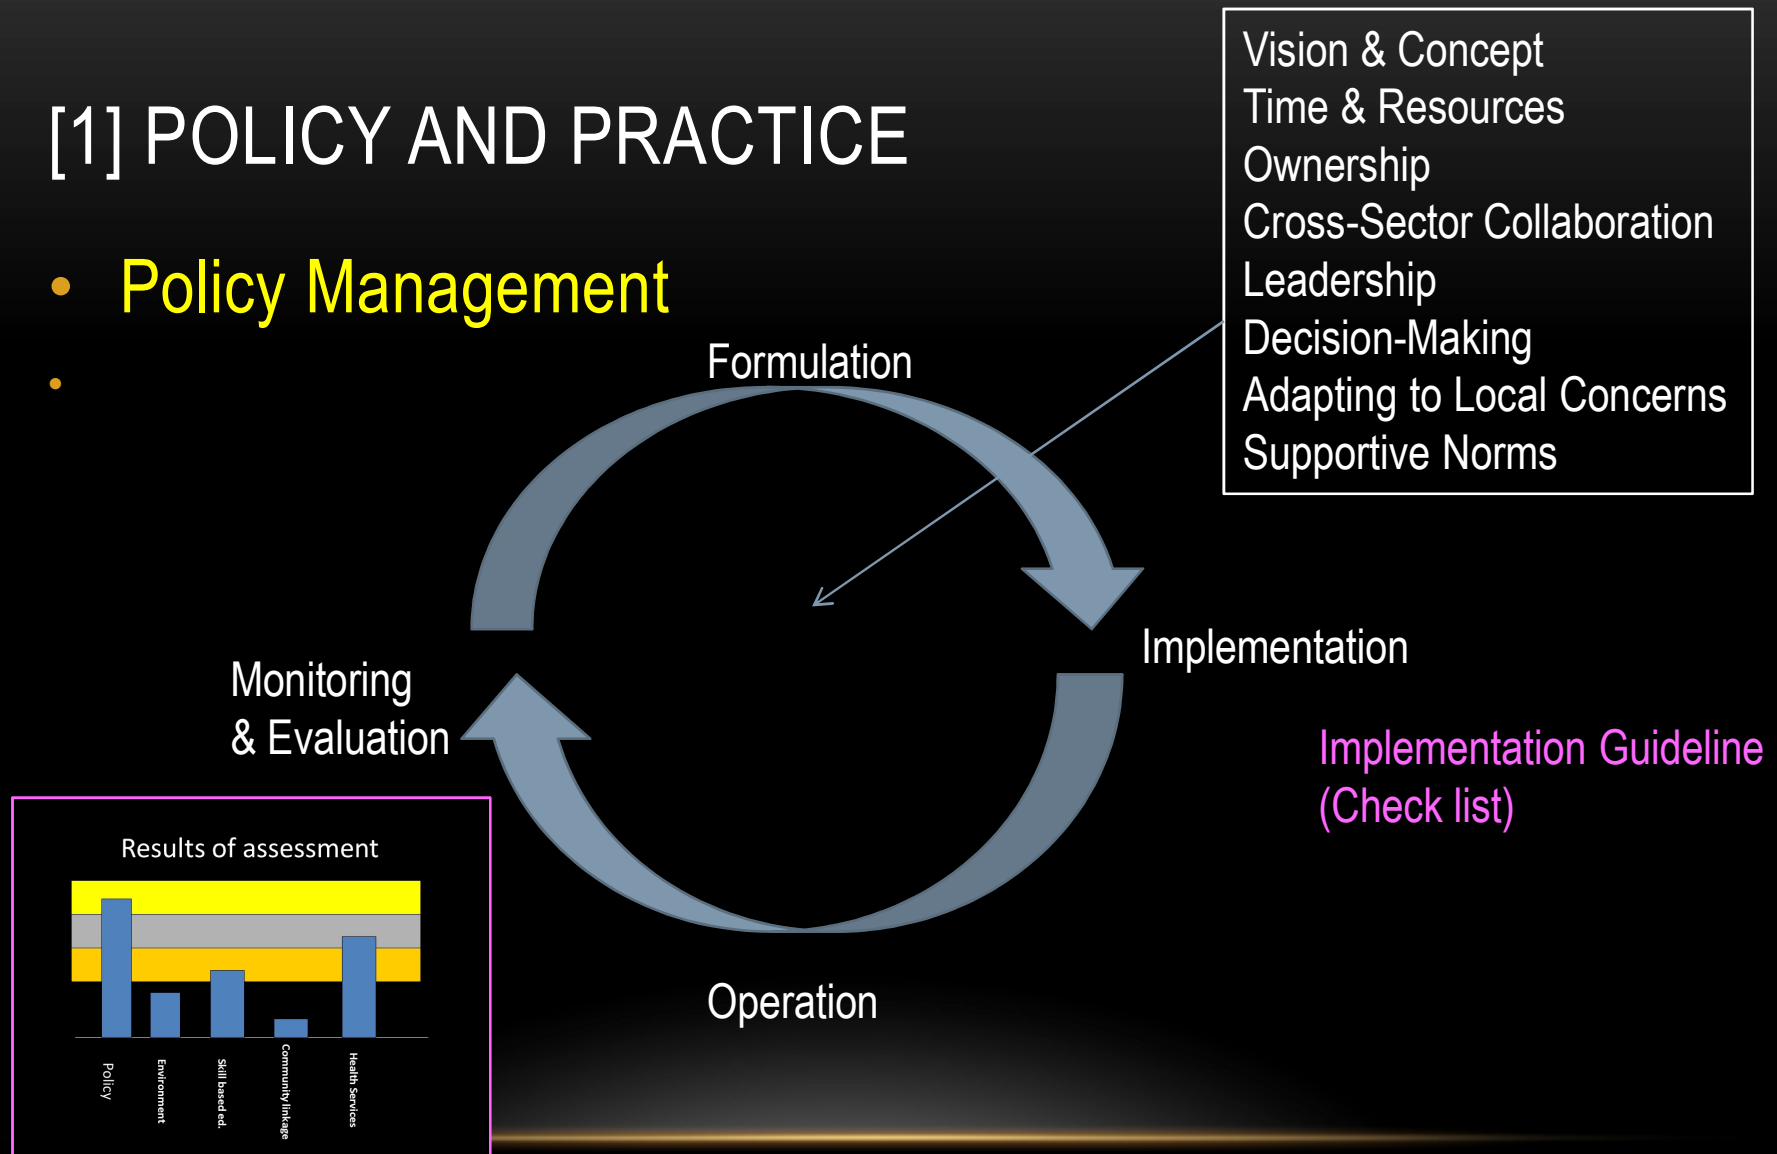 [1] POLICY AND PRACTICE
• Policy Management
•
Vision & Concept
Time & Resources
Ownership
Cross-Sector Collaboration
Leadership
Decision-Making
Adapting to Local Concerns
Supportive Norms
Formulation
Implementation
Implementation Guideline
(Check list)
Operation
Monitoring
& Evaluation
Results of assessment
Policy
Environment
Skill based ed.
Community linkage
Health Services